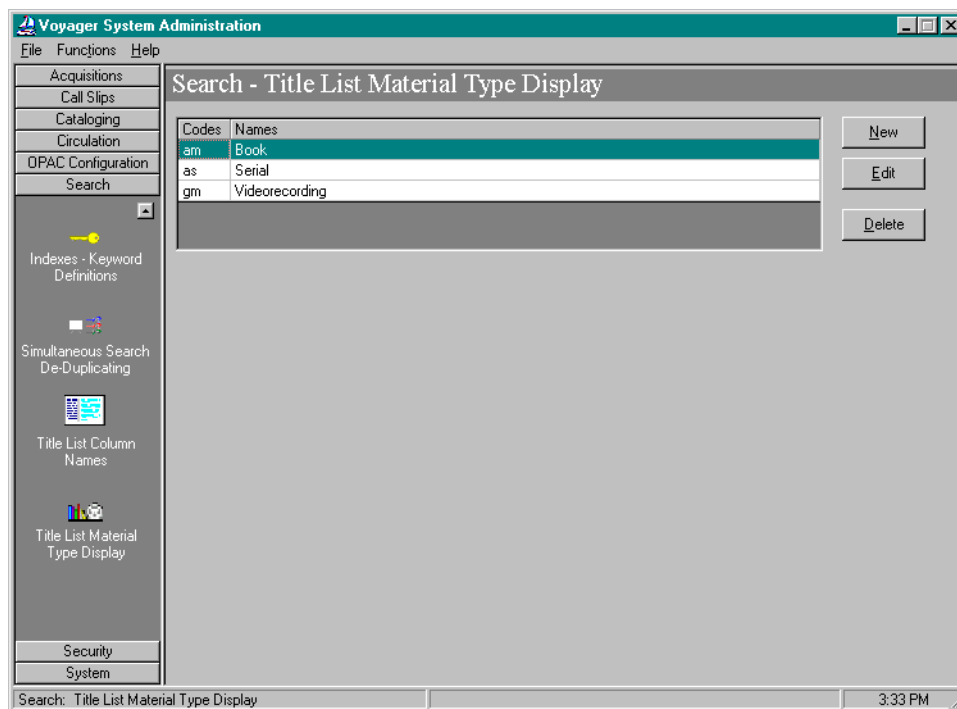 Voyager System Administration
File Functions Help
Acquisitions
Call Slips
Cataloging
Circulation
OPAC Configuration
Search
Indexes - Keyword
Definitions
Simultaneous Search
De-Duplicating
Title List Column
Names
Title List Material
Type Display
Security
System
Search - Title List Material Type Display
Codes Names
am Book
as Serial
gm Videorecording
New
Edit
Delete
Search: Title List Material Type Display
3:33 PM